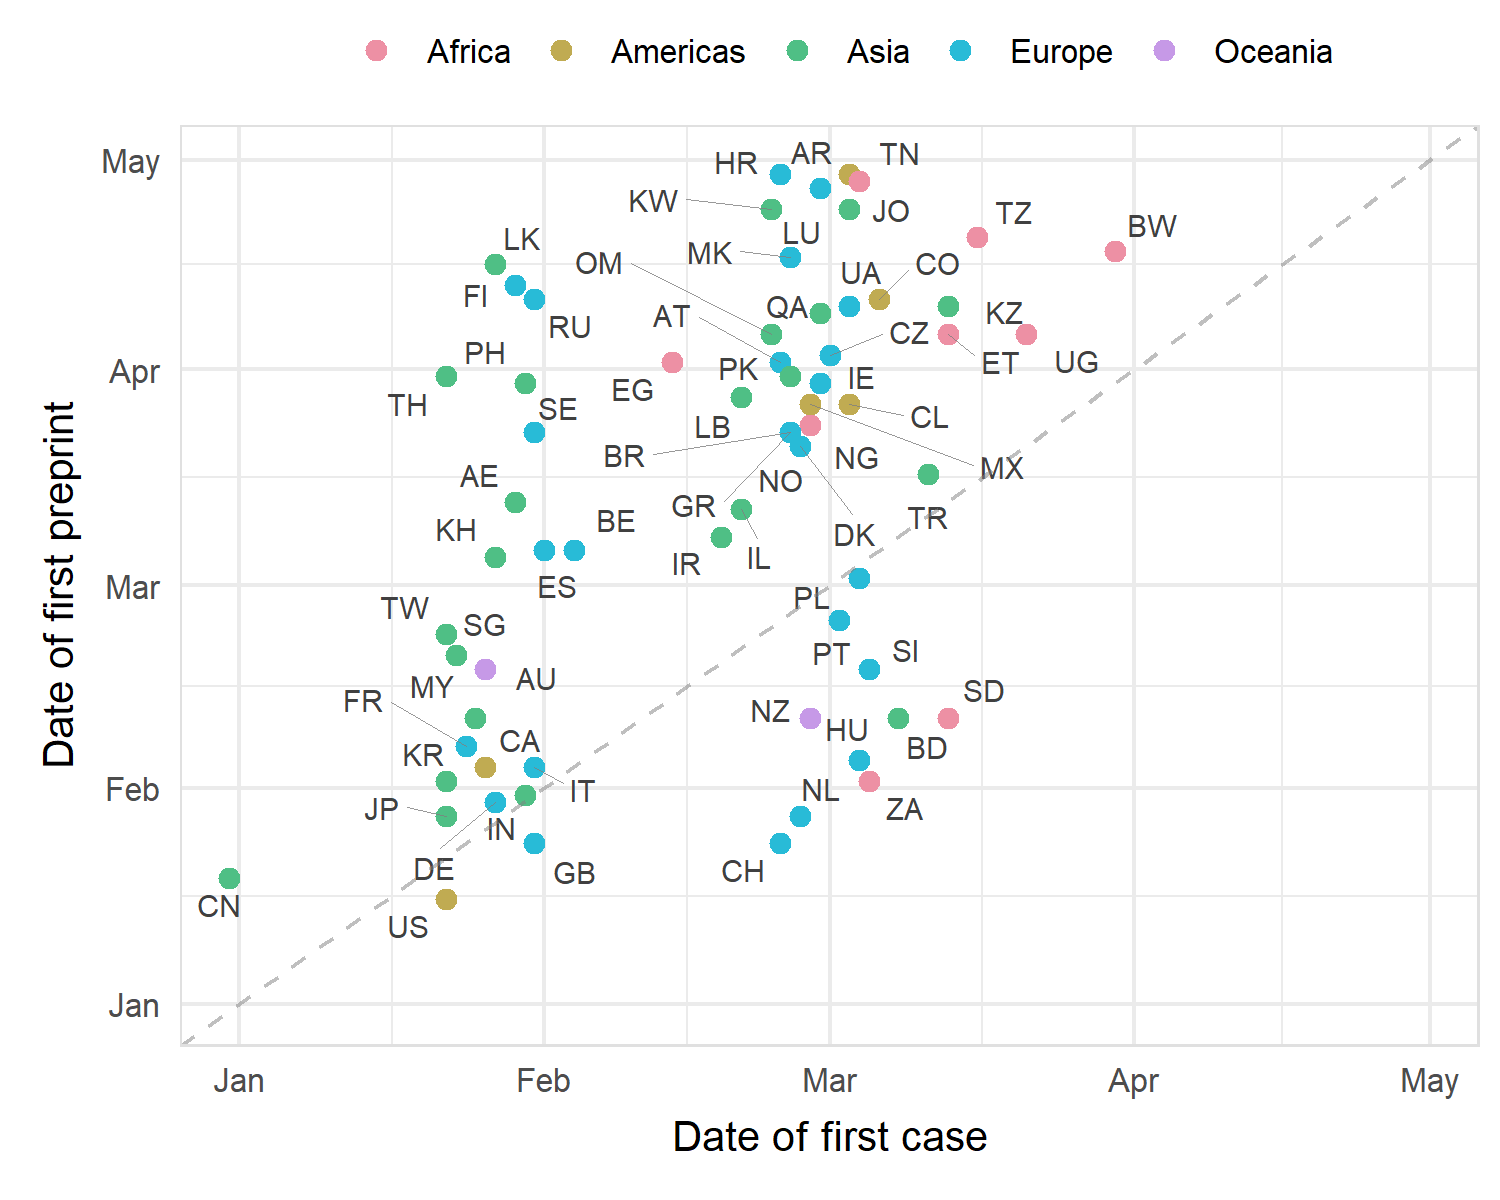 Africa Americas Asia Europe Oceania
May
Apr
Mar
Feb
Jan
Date of first preprint
HR AR TN
KW JO
LU TZ BW
LK MK
OM UA CO
FI QA KZ
RU AT CZ
PH PK IE ET UG
TH EG
SE LB CL
BR NG MX
AE NO
GR TR
KH BE DK
IR IL
ES
TW PL
SG PT SI
MY AU SD
FR NZ HU
KR CA BD
JP IT NL ZA
IN
DE GB CH
CN
US
Jan Feb Mar Apr May
Date of first case